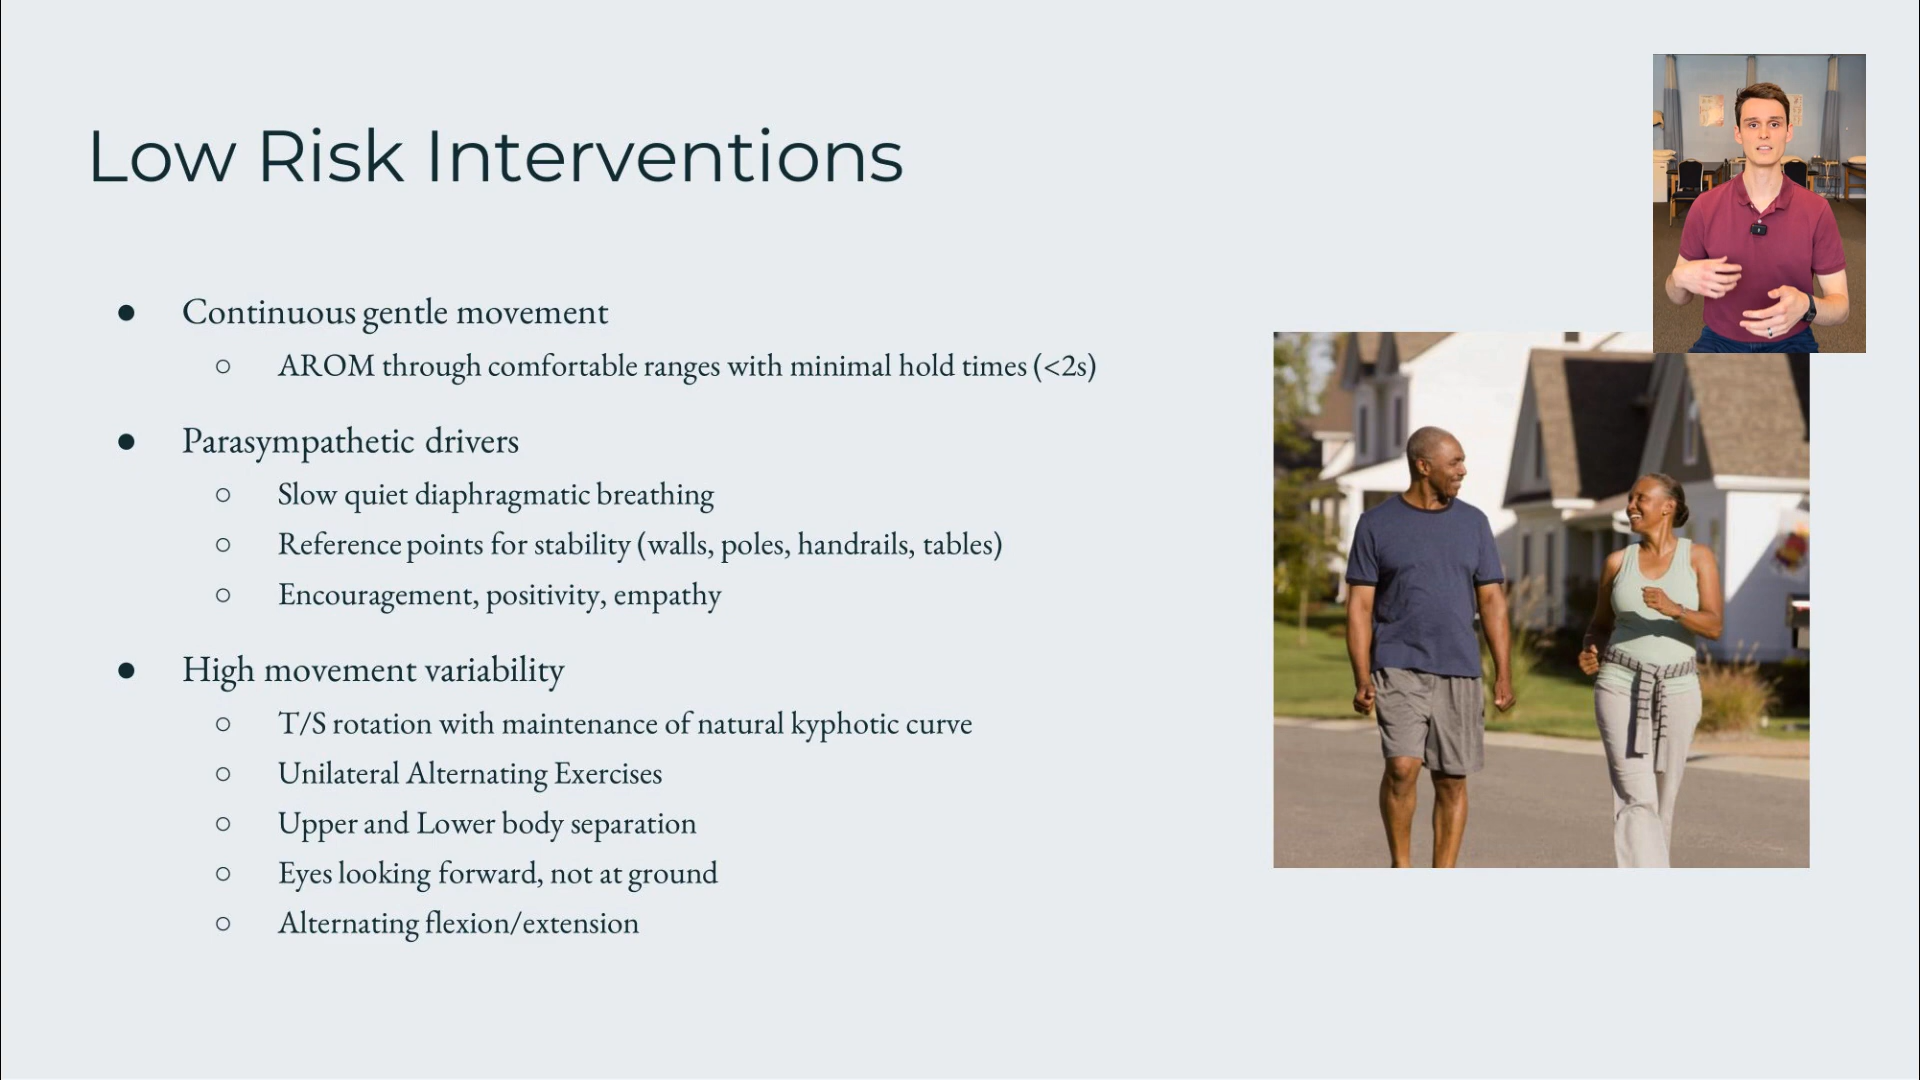 Low Risk Interventions
● Continuous gentle movement
○ AROM through comfortable ranges with minimal hold times (<2s)
● Parasympathetic drivers
○ Slow quiet diaphragmatic breathing
○ Reference points for stability (walls, poles, handrails, tables)
○ Encouragement, positivity, empathy
● High movement variability
○ T/S rotation with maintenance of natural kyphotic curve
○ Unilateral Alternating Exercises
○ Upper and Lower body separation
○ Eyes looking forward, not at ground
○ Alternating flexion/extension